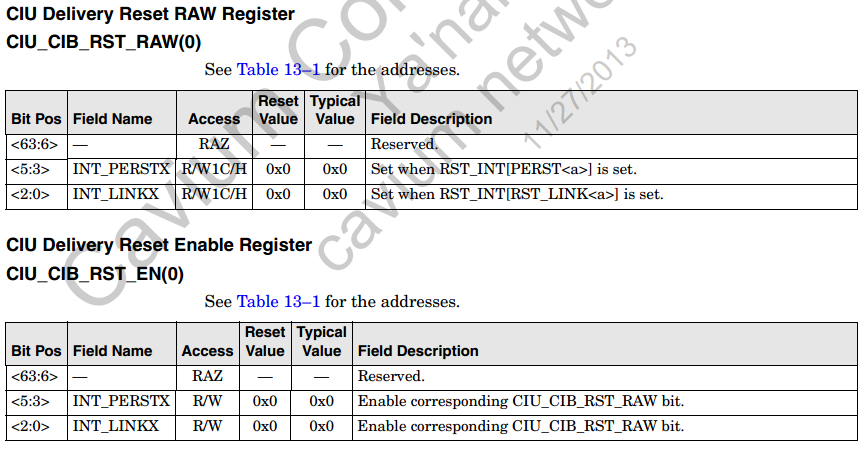 CIU Delivery Reset RAW Register
CIU_CIB_RST_RAW(0)
See Table 13–1 for the addresses.
Bit Pos Field Name Access Reset Value Typical Value Field Description
<63:6> — RAZ — — Reserved.
<5:3> INT_PERSTX R/W1C/H 0x0 0x0 Set when RST_INT[PERST<a>] is set.
<2:0> INT_LINKX R/W1C/H 0x0 0x0 Set when RST_INT[RST_LINK<a>] is set.
CIU Delivery Reset Enable Register
CIU_CIB_RST_EN(0)
See Table 13–1 for the addresses.
Bit Pos Field Name Access Reset Value Typical Value Field Description
<63:6> — RAZ — — Reserved.
<5:3> INT_PERSTX R/W 0x0 0x0 Enable corresponding CIU_CIB_RST_RAW bit.
<2:0> INT_LINKX R/W 0x0 0x0 Enable corresponding CIU_CIB_RST_RAW bit.
Cavium Con
Ya'nan
cavium network
11/27/2013